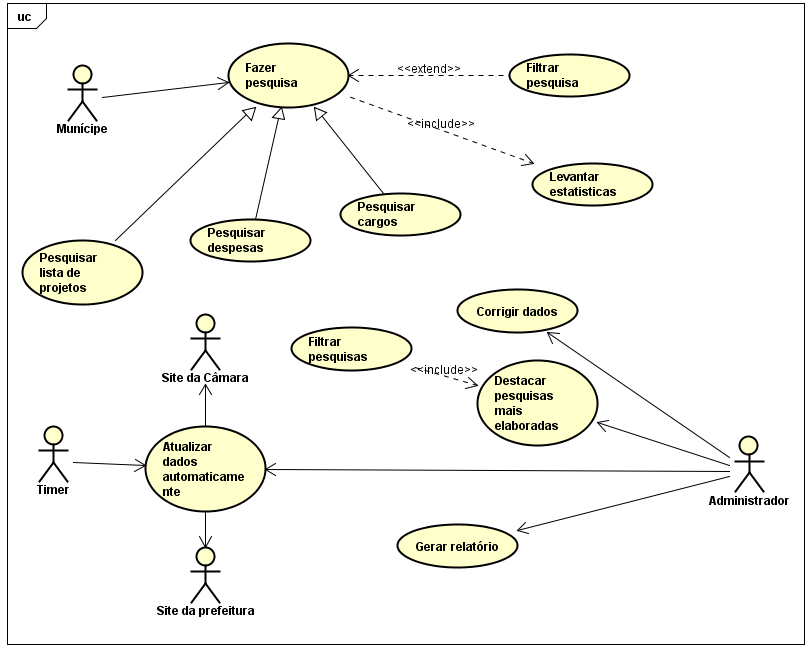 uc
Fazer
pesquisa
<<extend>>
Filtrar
pesquisa
Munícipe
<<include>>
Levantar
estatisticas
Pesquisar
cargos
Pesquisar
despesas
Pesquisar
lista de
projetos
Site da Câmara
Filtrar
pesquisas
Corrigir dados
<<include>>
Destacar
pesquisas
mais
elaboradas
Timer
Atualizar
dados
automaticame
nte
Administrador
Gerar relatório
Site da prefeitura